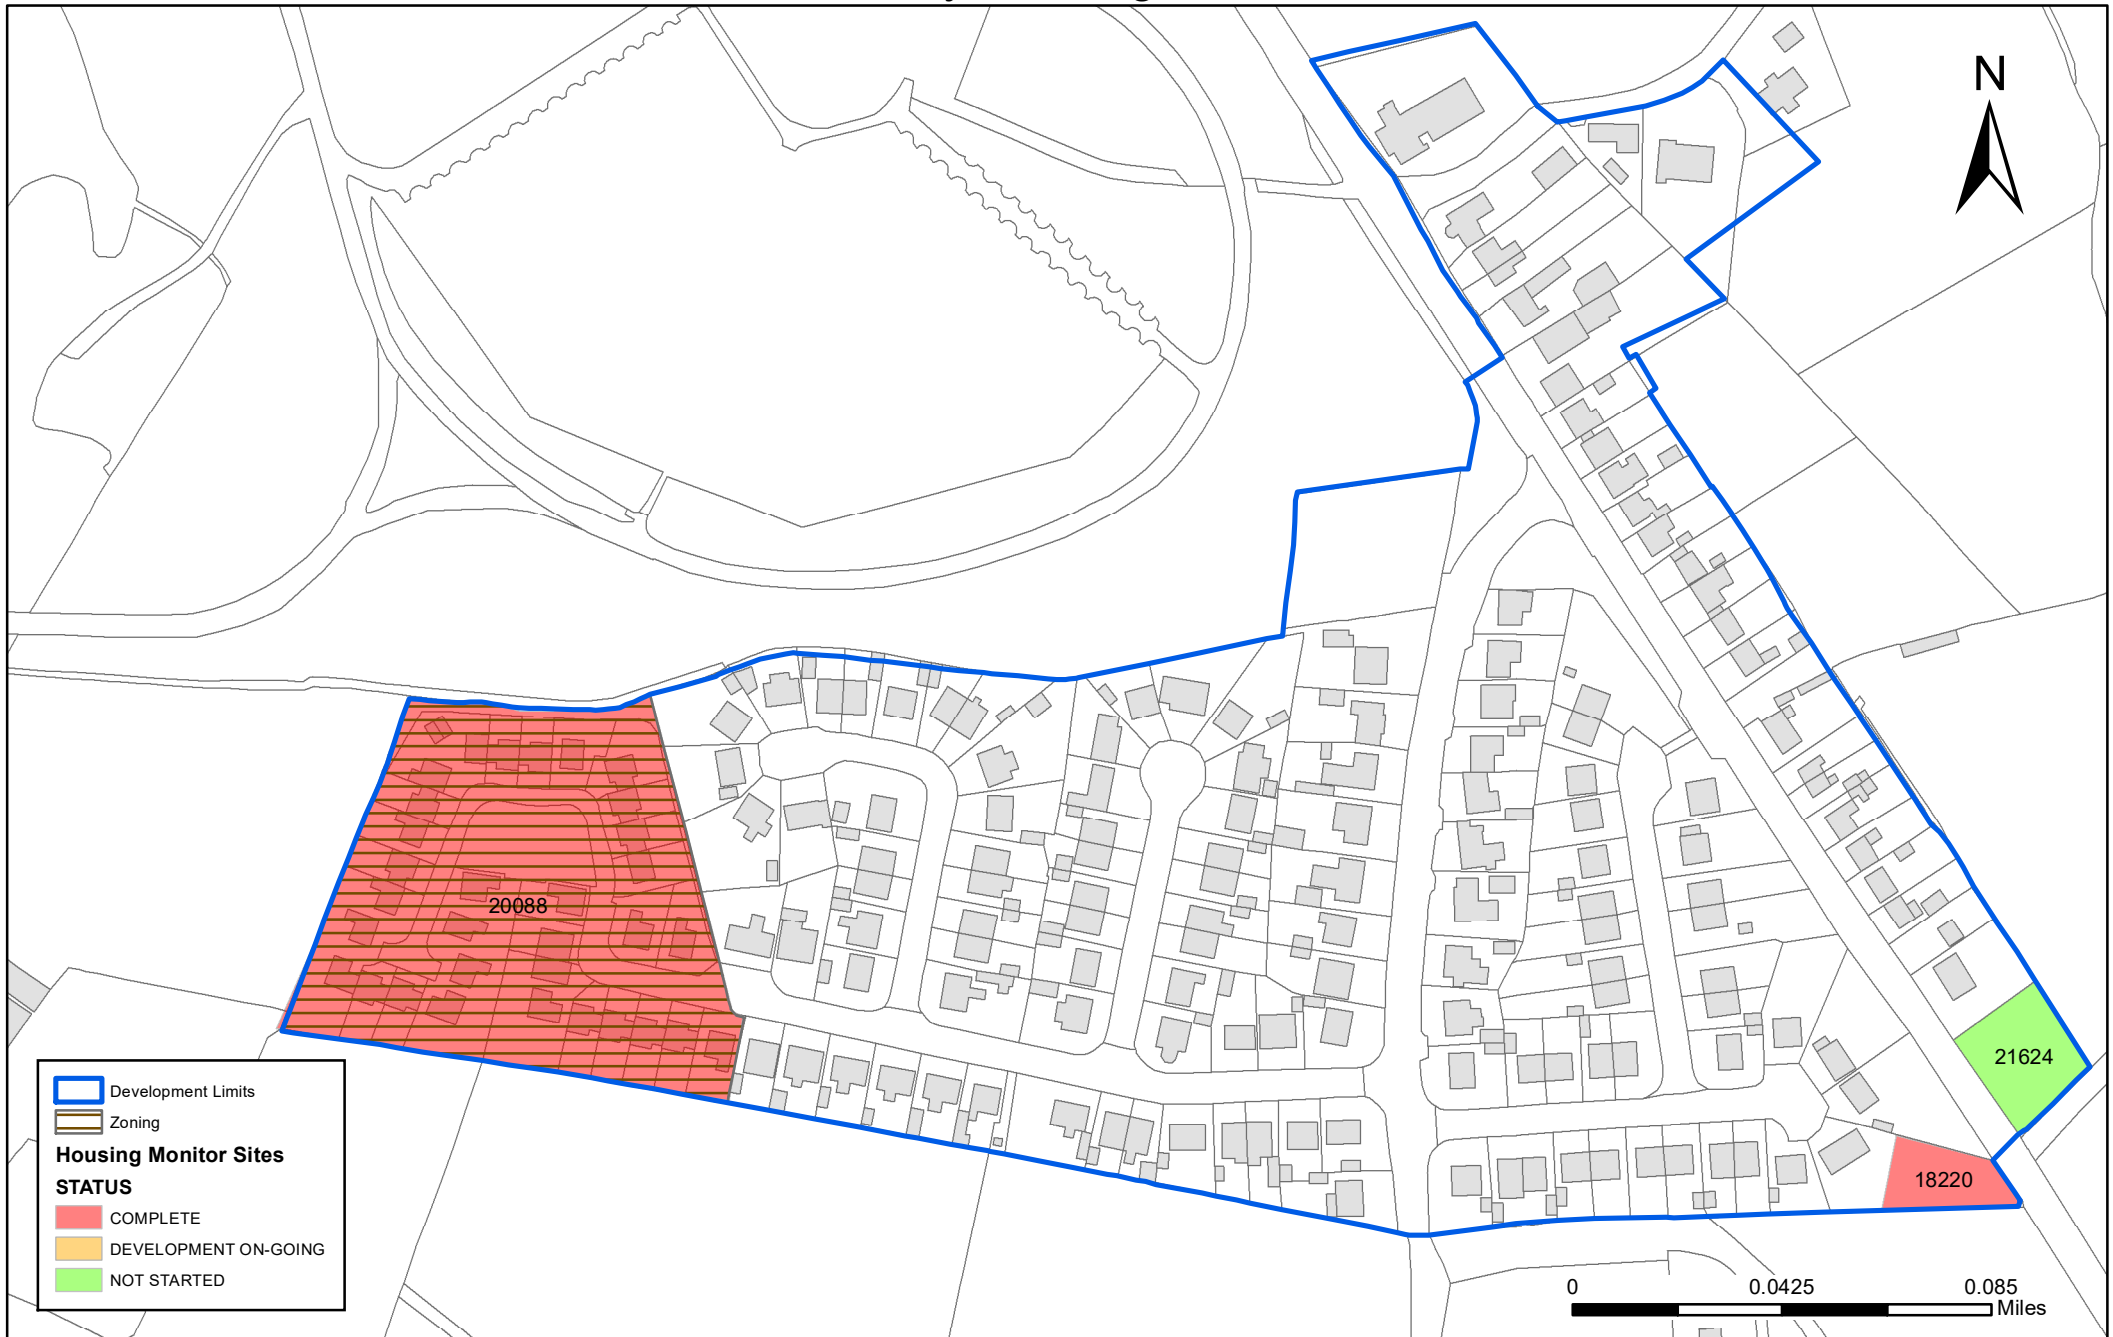 N
20088
21624
18220
Development Limits
Zoning
Housing Monitor Sites
STATUS
COMPLETE
DEVELOPMENT ON-GOING
NOT STARTED
0 0.0425 0.085
Miles